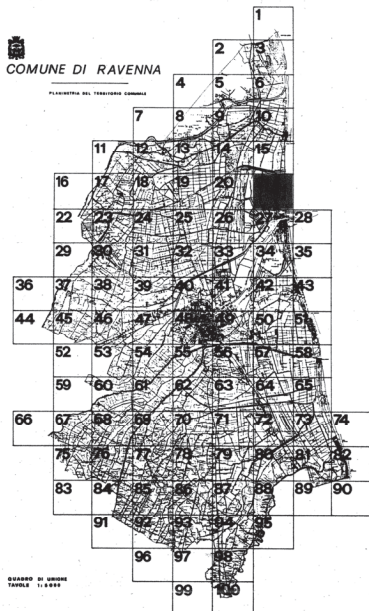 1
2 3
COMUNE DI RAVENNA
PLANIMETRIA DEL TERRITORIO COMUNALE
4 5 6
7 8 9 10
11 12 13 14 15
16 17 18 19 20
22 23 24 25 26 27 28
29 30 31 32 33 34 35
36 37 38 39 40 41 42 43
44 45 46 47 48 49 50 51
52 53 54 55 56 57 58
59 60 61 62 63 64 65
66 67 68 69 70 71 72 73 74
75 76 77 78 79 80 81 82
83 84 85 86 87 88 89 90
91 92 93 94 95
96 97 98
QUADRO DI UNIONE
TAVOLE 1:5000
99 100